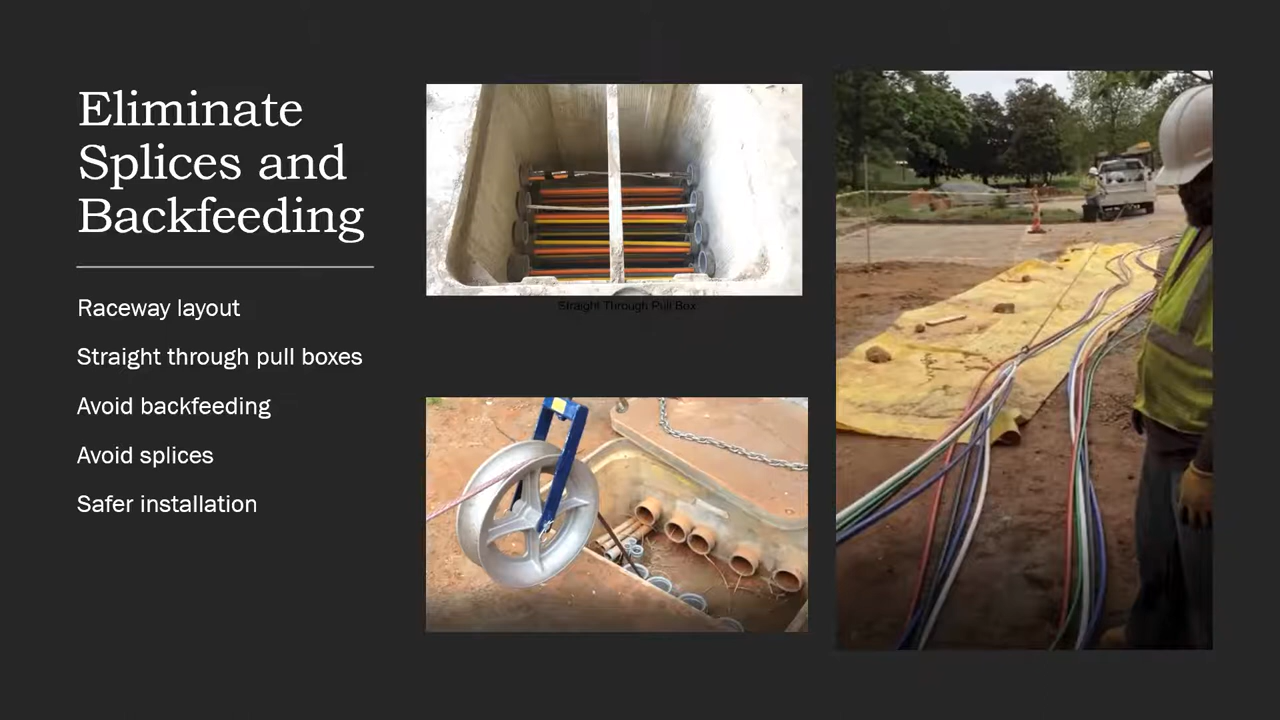 Eliminate
Splices and
Backfeeding
Raceway layout
Straight through pull boxes
Avoid backfeeding
Avoid splices
Safer installation
Straight Through Pull Box